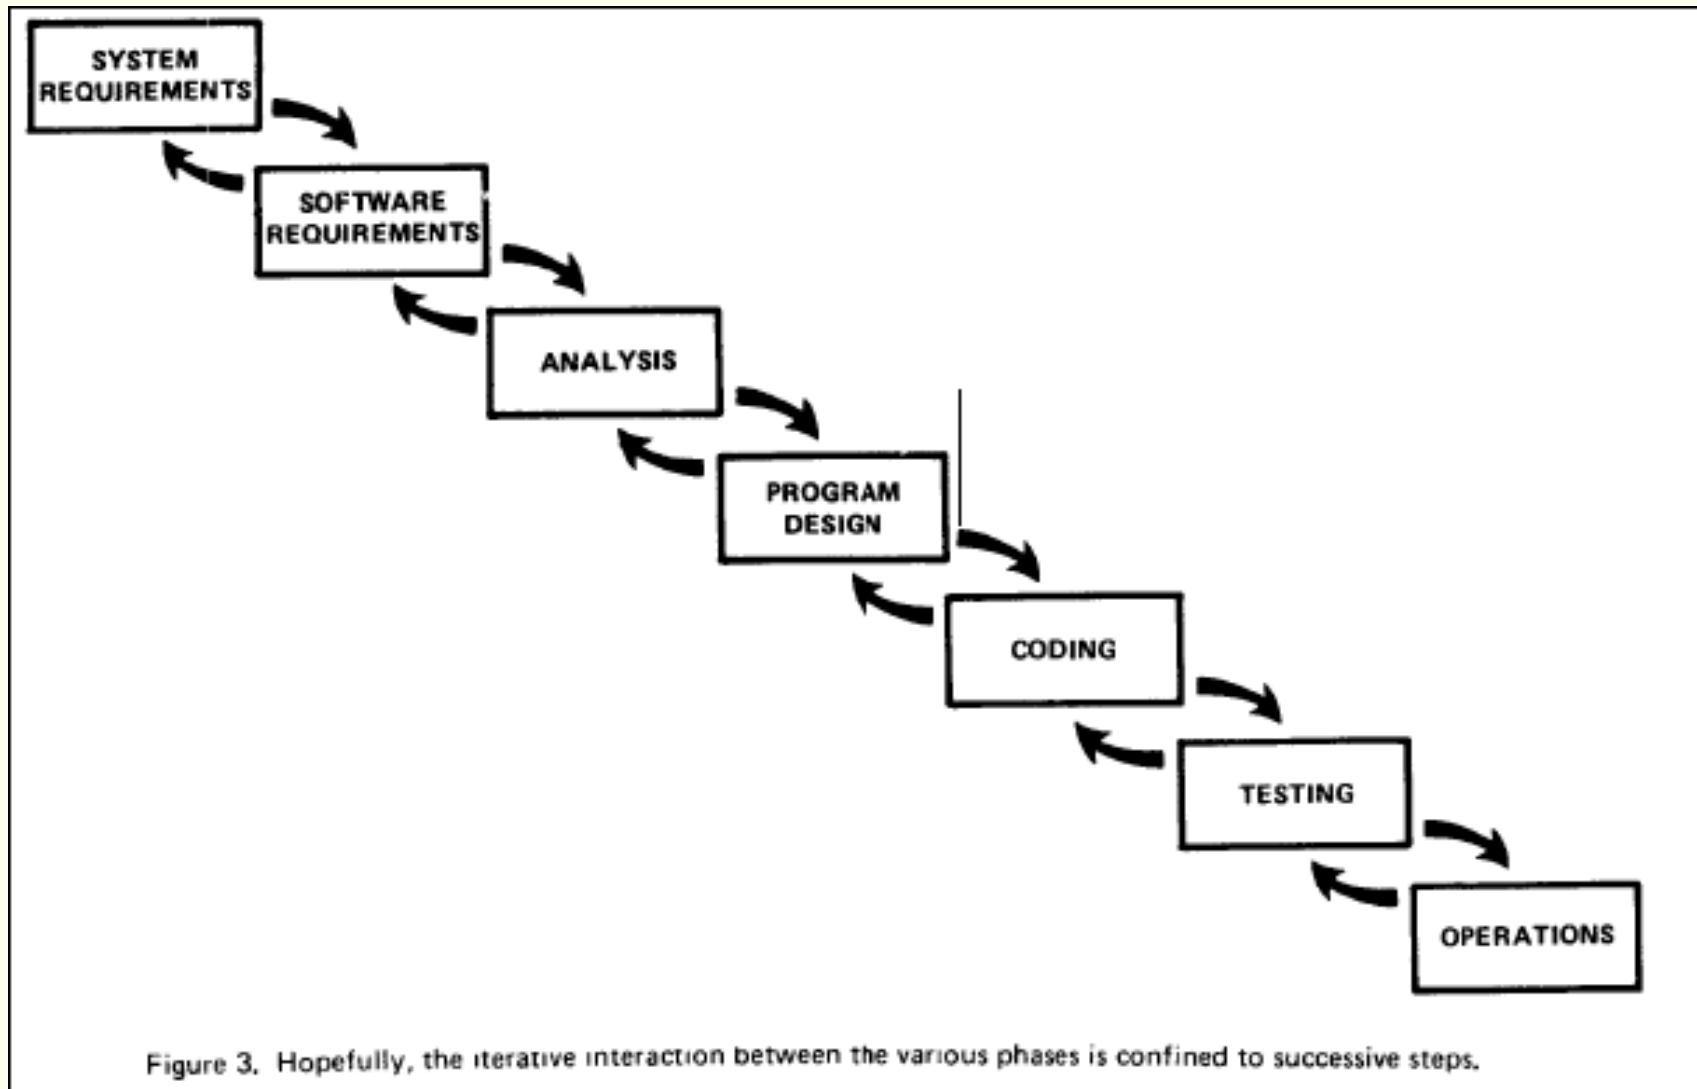 SYSTEM
REQUIREMENTS
SOFTWARE
REQUIREMENTS
ANALYSIS
PROGRAM
DESIGN
CODING
TESTING
OPERATIONS
Figure 3. Hopefully, the iterative interaction between the various phases is confined to successive steps.